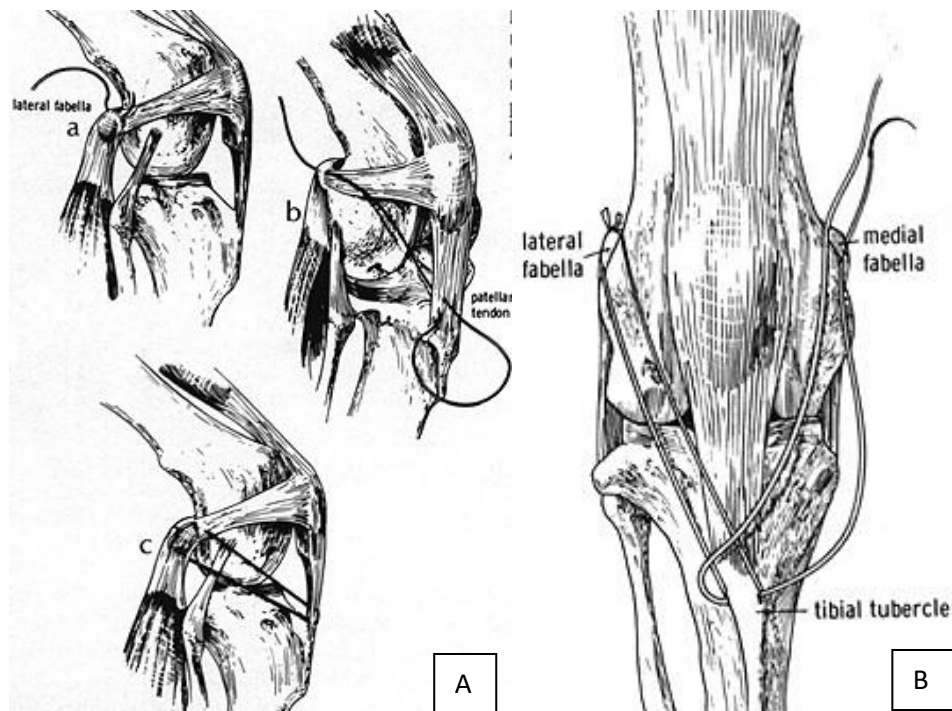 lateral fabella
a
b
patellar
tendon
c
A
lateral
fabella
medial
fabella
tibial tubercle
B